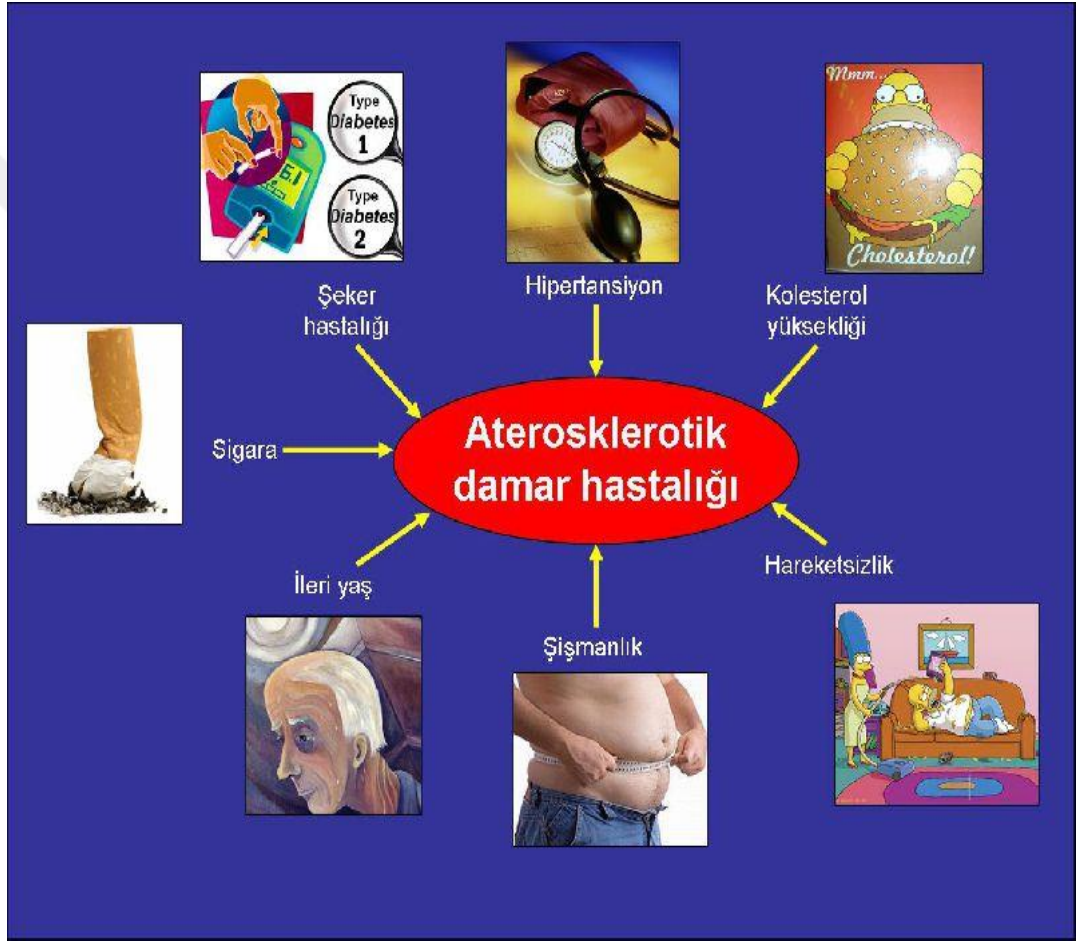 Type
Diabetes
1
Type
Diabetes
2
Mmm...
Cholesterol!
Şeker
hastalığı
Hipertansiyon
Kolesterol
yüksekliği
Sigara
Aterosklerotik
damar hastalığı
İleri yaş
Şişmanlık
Hareketsizlik